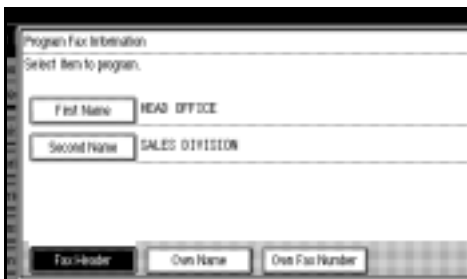 Program Fax Information
Select item to program.
First Name HEAD OFFICE
Second Name SALES DIVISION
Fax Header Own Name Own Fax Number